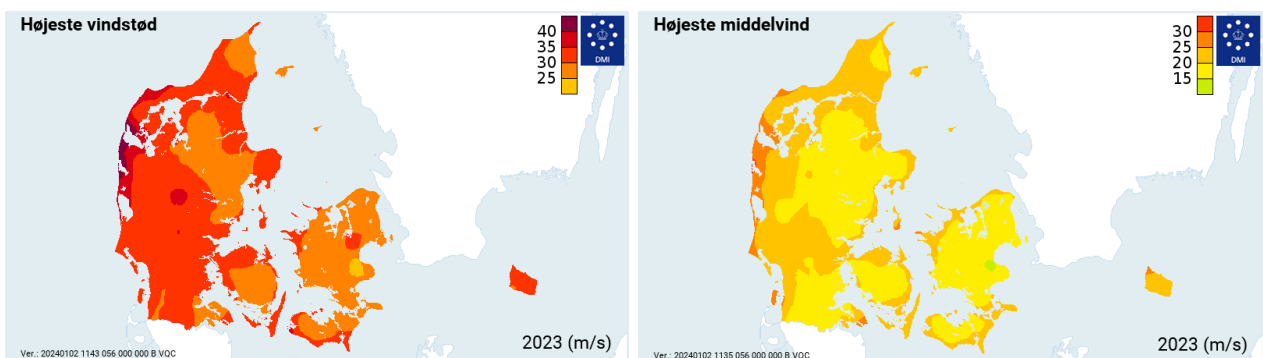 Højeste vindstød
40
35
30
25
DMI
2023 (m/s)
Ver.: 20240102 1143 056 000 000 B VQC
Højeste middelvind
30
25
20
15
DMI
2023 (m/s)
Ver.: 20240102 1135 056 000 000 B VQC